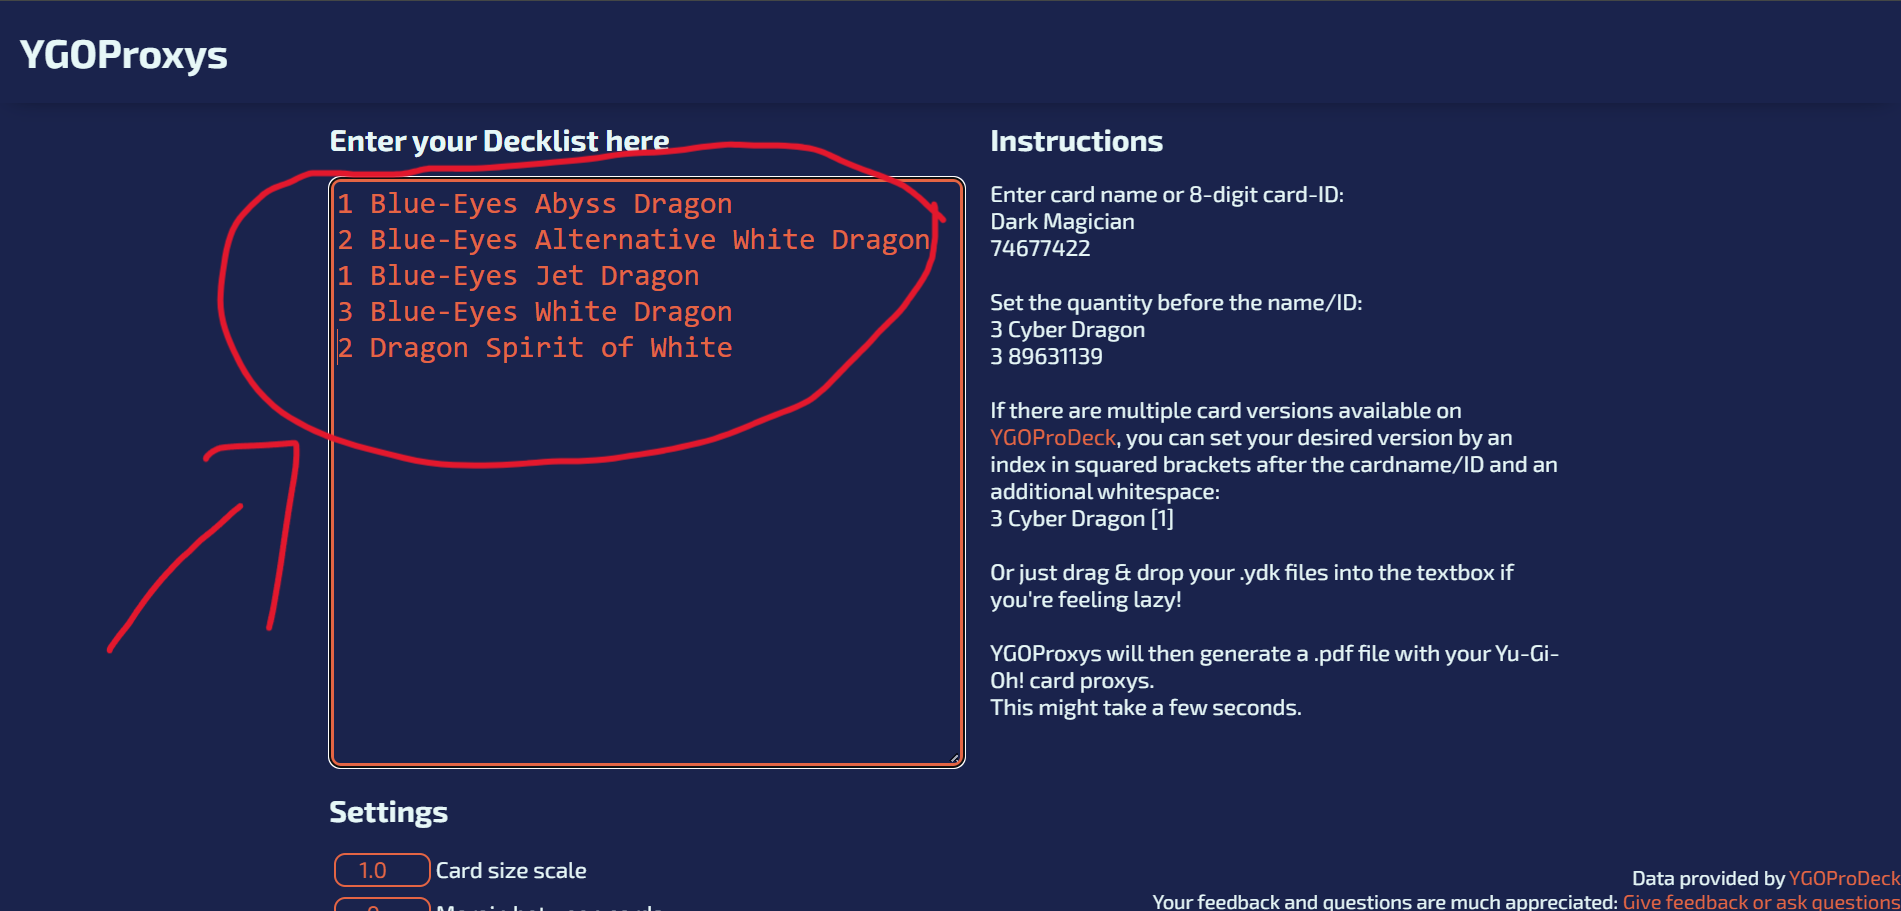 YGOProxys
Enter your Decklist here
1 Blue-Eyes Abyss Dragon
2 Blue-Eyes Alternative White Dragon
1 Blue-Eyes Jet Dragon
3 Blue-Eyes White Dragon
2 Dragon Spirit of White
Instructions
Enter card name or 8-digit card-ID:
Dark Magician
74677422
Set the quantity before the name/ID:
3 Cyber Dragon
3 89631139
If there are multiple card versions available on
YGOProDeck, you can set your desired version by an
index in squared brackets after the cardname/ID and an
additional whitespace:
3 Cyber Dragon [1]
Or just drag & drop your .ydk files into the textbox if
you're feeling lazy!
YGOProxys will then generate a .pdf file with your Yu-Gi-
Oh! card proxys.
This might take a few seconds.
Settings
1.0 Card size scale
Data provided by YGOProDeck
Your feedback and questions are much appreciated: Give feedback or ask questions